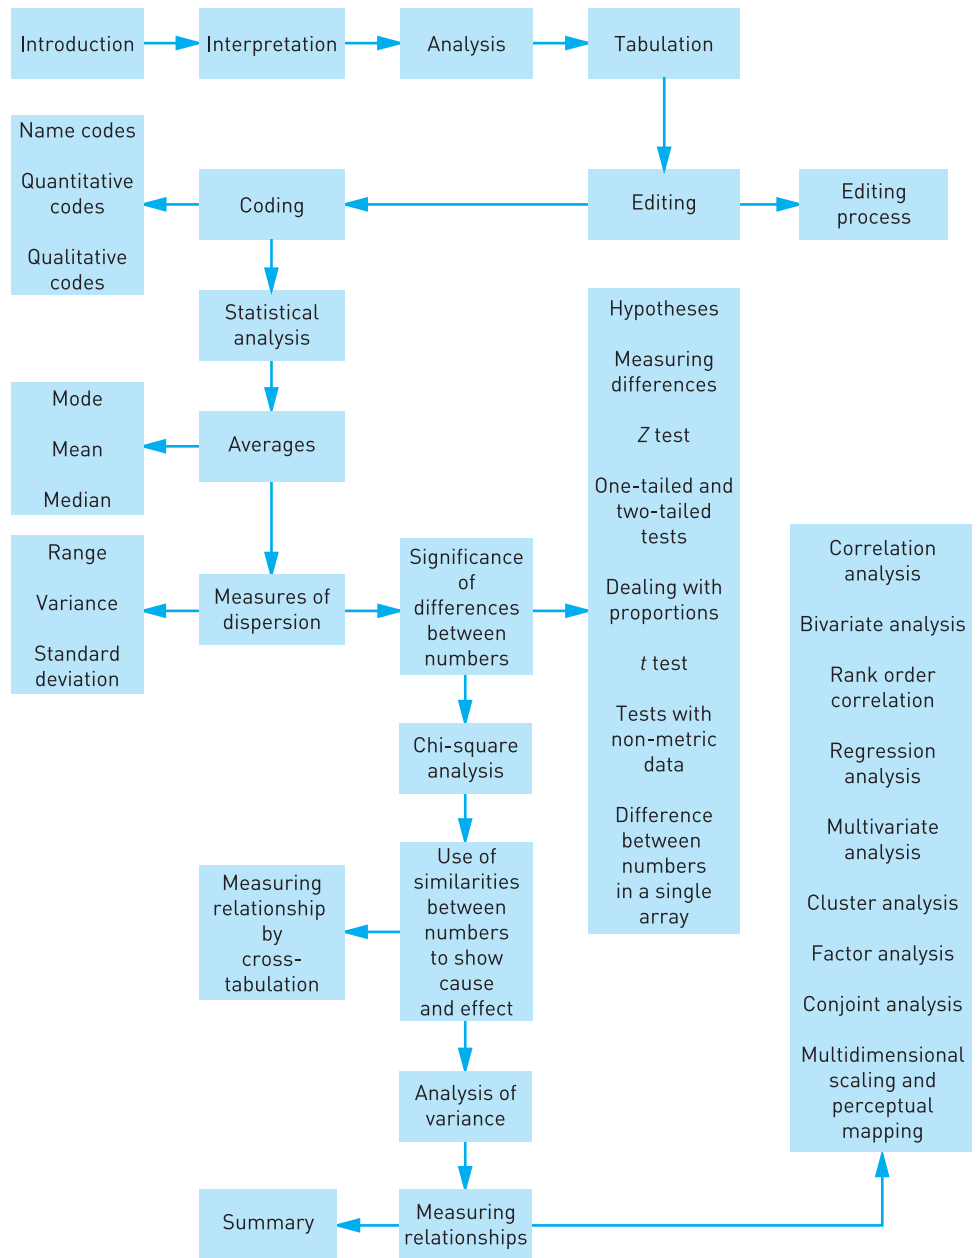 Introduction
Interpretation
Analysis
Tabulation
Name codes
Quantitative
codes
Qualitative
codes
Coding
Editing
Editing
process
Statistical
analysis
Mode
Mean
Median
Averages
Range
Variance
Standard
deviation
Measures of
dispersion
Significance
of
differences
between
numbers
Hypotheses
Measuring
differences
Z test
One-tailed and
two-tailed
tests
Dealing with
proportions
t test
Tests with
non-metric
data
Difference
between
numbers
in a single
array
Chi-square
analysis
Measuring
relationship
by
cross-
tabulation
Use of
similarities
between
numbers
to show
cause
and effect
Analysis of
variance
Summary
Measuring
relationships
Correlation
analysis
Bivariate analysis
Rank order
correlation
Regression
analysis
Multivariate
analysis
Cluster analysis
Factor analysis
Conjoint analysis
Multidimensional
scaling and
perceptual
mapping